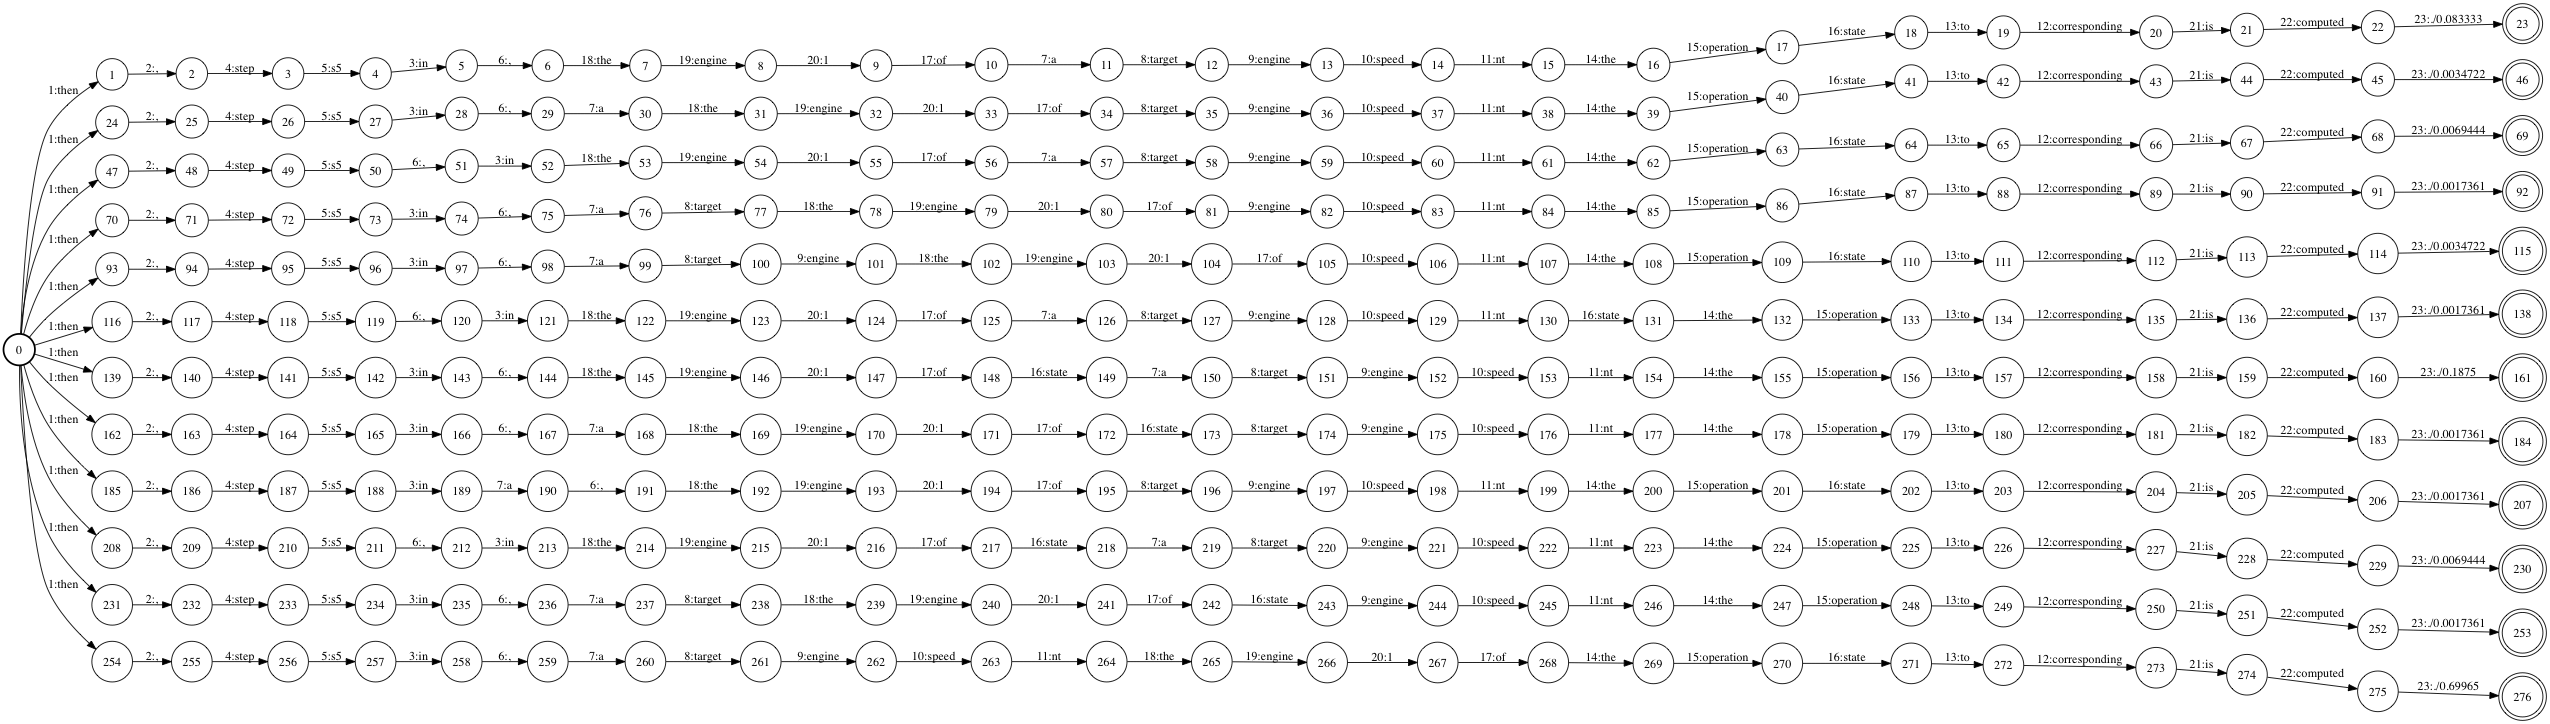 1:then 1 2:, 2 4:step 3 5:s5 4 3:in 5 6:, 6 18:the 7 19:engine 8 20:1 9 17:of 10 7:a 11 8:target 12 9:engine 13 10:speed 14 11:nt 15 14:the 16 15:operation 17 16:state 18 13:to 19 12:corresponding 20 21:is 21 22:computed 22 23:./0.083333 23
1:then 24 2:, 25 4:step 26 5:s5 27 3:in 28 6:, 29 7:a 30 18:the 31 19:engine 32 20:1 33 17:of 34 8:target 35 9:engine 36 10:speed 37 11:nt 38 14:the 39 15:operation 40 16:state 41 13:to 42 12:corresponding 43 21:is 44 22:computed 45 23:./0.0034722 46
1:then 47 2:, 48 4:step 49 5:s5 50 6:, 51 3:in 52 18:the 53 19:engine 54 20:1 55 17:of 56 7:a 57 8:target 58 9:engine 59 10:speed 60 11:nt 61 14:the 62 15:operation 63 16:state 64 13:to 65 12:corresponding 66 21:is 67 22:computed 68 23:./0.0069444 69
1:then 70 2:, 71 4:step 72 5:s5 73 3:in 74 6:, 75 7:a 76 8:target 77 18:the 78 19:engine 79 20:1 80 17:of 81 9:engine 82 10:speed 83 11:nt 84 14:the 85 15:operation 86 16:state 87 13:to 88 12:corresponding 89 21:is 90 22:computed 91 23:./0.0017361 92
1:then 93 2:, 94 4:step 95 5:s5 96 3:in 97 6:, 98 7:a 99 8:target 100 9:engine 101 18:the 102 19:engine 103 20:1 104 17:of 105 10:speed 106 11:nt 107 14:the 108 15:operation 109 16:state 110 13:to 111 12:corresponding 112 21:is 113 22:computed 114 23:./0.0034722 115
1:then 116 2:, 117 4:step 118 5:s5 119 6:, 120 3:in 121 18:the 122 19:engine 123 20:1 124 17:of 125 7:a 126 8:target 127 9:engine 128 10:speed 129 11:nt 130 16:state 131 14:the 132 15:operation 133 13:to 134 12:corresponding 135 21:is 136 22:computed 137 23:./0.0017361 138
0
1:then 139 2:, 140 4:step 141 5:s5 142 3:in 143 6:, 144 18:the 145 19:engine 146 20:1 147 17:of 148 16:state 149 7:a 150 8:target 151 9:engine 152 10:speed 153 11:nt 154 14:the 155 15:operation 156 13:to 157 12:corresponding 158 21:is 159 22:computed 160 23:./0.1875 161
1:then 162 2:, 163 4:step 164 5:s5 165 3:in 166 6:, 167 7:a 168 18:the 169 19:engine 170 20:1 171 17:of 172 16:state 173 8:target 174 9:engine 175 10:speed 176 11:nt 177 14:the 178 15:operation 179 13:to 180 12:corresponding 181 21:is 182 22:computed 183 23:./0.0017361 184
1:then 185 2:, 186 4:step 187 5:s5 188 3:in 189 7:a 190 6:, 191 18:the 192 19:engine 193 20:1 194 17:of 195 8:target 196 9:engine 197 10:speed 198 11:nt 199 14:the 200 15:operation 201 16:state 202 13:to 203 12:corresponding 204 21:is 205 22:computed 206 23:./0.0017361 207
1:then 208 2:, 209 4:step 210 5:s5 211 6:, 212 3:in 213 18:the 214 19:engine 215 20:1 216 17:of 217 16:state 218 7:a 219 8:target 220 9:engine 221 10:speed 222 11:nt 223 14:the 224 15:operation 225 13:to 226 12:corresponding 227 21:is 228 22:computed 229 23:./0.0069444 230
1:then 231 2:, 232 4:step 233 5:s5 234 3:in 235 6:, 236 7:a 237 8:target 238 18:the 239 19:engine 240 20:1 241 17:of 242 16:state 243 9:engine 244 10:speed 245 11:nt 246 14:the 247 15:operation 248 13:to 249 12:corresponding 250 21:is 251 22:computed 252 23:./0.0017361 253
1:then 254 2:, 255 4:step 256 5:s5 257 3:in 258 6:, 259 7:a 260 8:target 261 9:engine 262 10:speed 263 11:nt 264 18:the 265 19:engine 266 20:1 267 17:of 268 14:the 269 15:operation 270 16:state 271 13:to 272 12:corresponding 273 21:is 274 22:computed 275 23:./0.69965 276